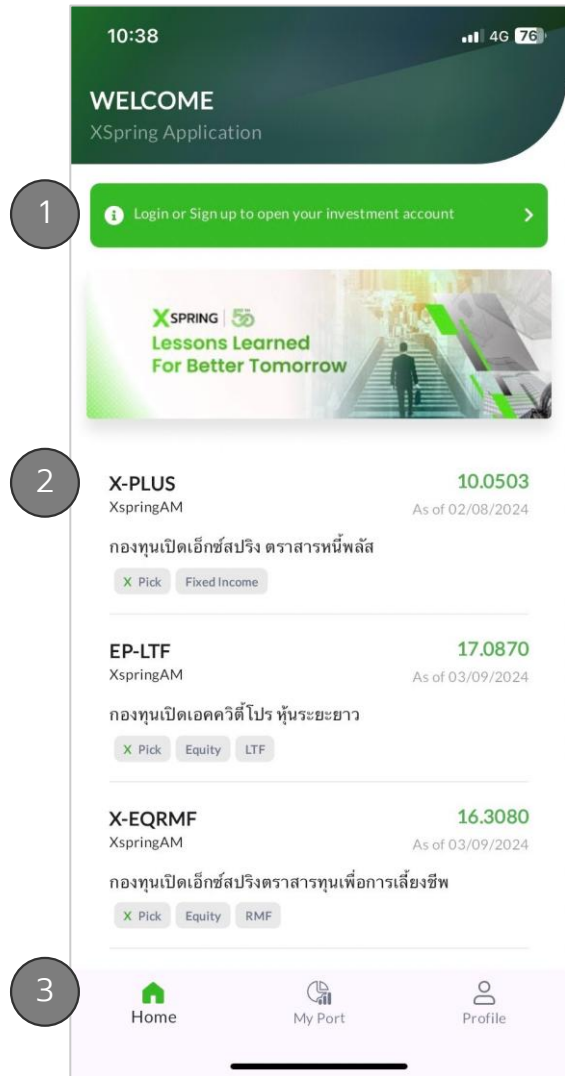 10:38 4G 76
WELCOME
XSpring Application
1
Login or Sign up to open your investment account
XSPRING 50
Lessons Learned
For Better Tomorrow
2
X-PLUS 10.0503
XspringAM As of 02/08/2024
กองทุนเปิดเอ็กซ์สปริง ตราสารหนี้พลัส
X Pick Fixed Income
EP-LTF 17.0870
XspringAM As of 03/09/2024
กองทุนเปิดเอคควิตี้โปร หุ้นระยะยาว
X Pick Equity LTF
X-EQRMF 16.3080
XspringAM As of 03/09/2024
กองทุนเปิดเอ็กซ์สปริงตราสารทุนเพื่อการเลี้ยงชีพ
X Pick Equity RMF
3
Home My Port Profile